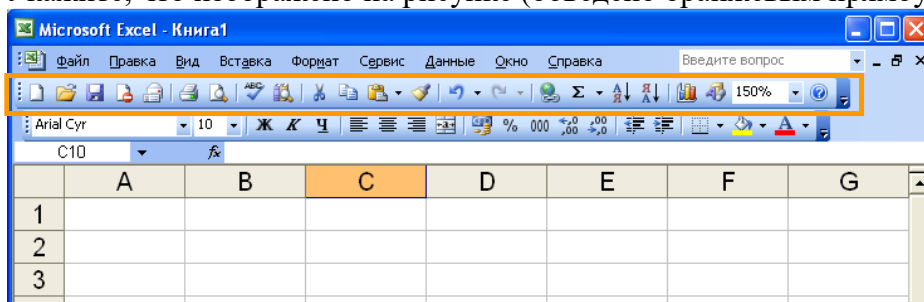 Microsoft Excel - Книга1
Файл Правка Вид Вставка Формат Сервис Данные Окно Справка Введите вопрос
150%
Arial Cyr 10 Ж К Ч % 000
C10 fx
A B C D E F G
1
2
3